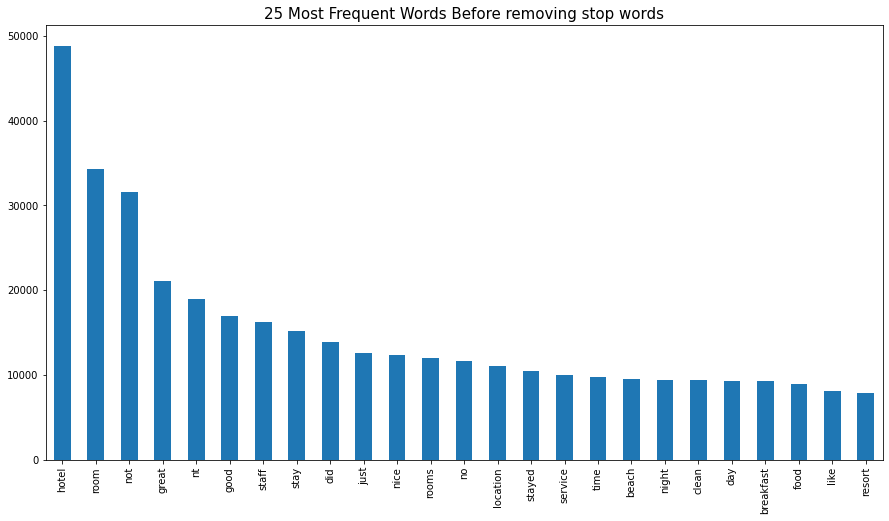 25 Most Frequent Words Before removing stop words
50000
40000
30000
20000
10000
0
hotel
room
not
great
nt
good
staff
stay
did
just
nice
rooms
no
location
stayed
service
time
beach
night
clean
day
breakfast
food
like
resort